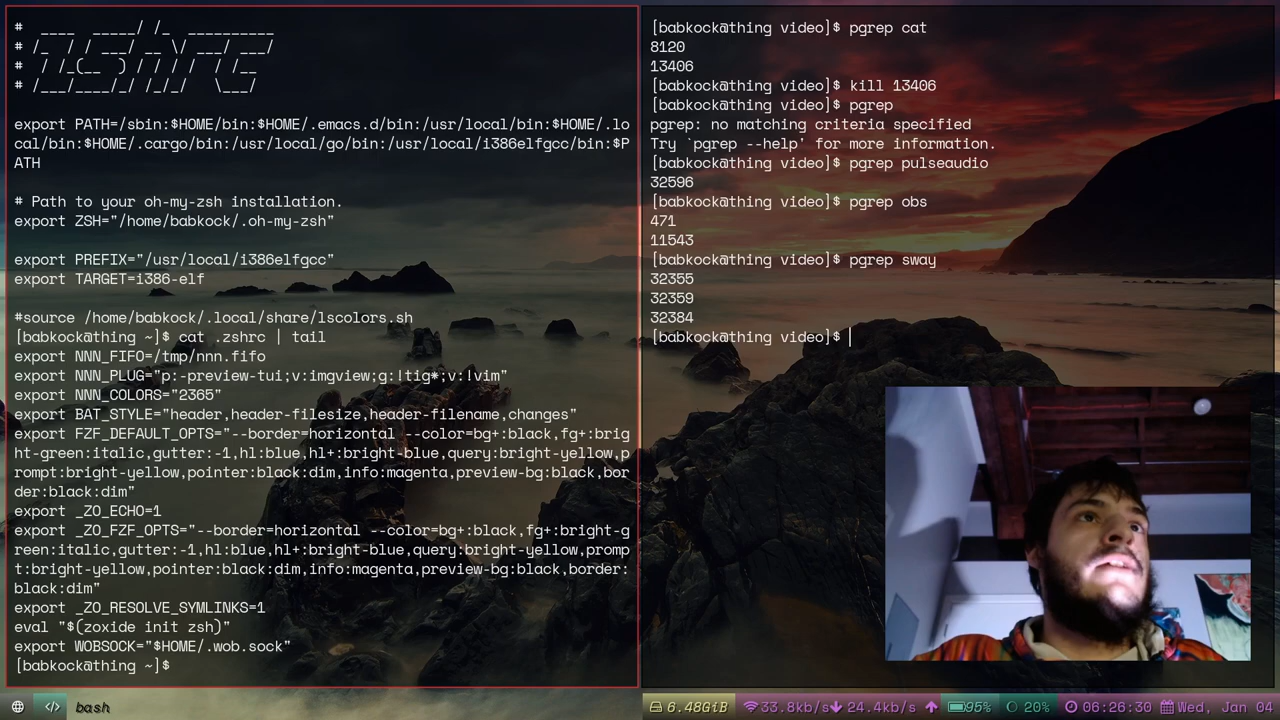 #   ____   _____/ /_   __________
#  /_  /  / ___/ __ \/ ___/ ___/
#   / /_(__  ) / / / /  / /__
#  /___/____/_/ /_/_/   \___/
export PATH=/sbin:$HOME/bin:$HOME/.emacs.d/bin:/usr/local/bin:$HOME/.lo
cal/bin:$HOME/.cargo/bin:/usr/local/go/bin:/usr/local/i386elfgcc/bin:$P
ATH
# Path to your oh-my-zsh installation.
export ZSH="/home/babkock/.oh-my-zsh"
export PREFIX="/usr/local/i386elfgcc"
export TARGET=i386-elf
#source /home/babkock/.local/share/lscolors.sh
[babkock@thing ~]$ cat .zshrc | tail
export NNN_FIFO=/tmp/nnn.fifo
export NNN_PLUG="p:-preview-tui;v:imgview;g:!tig*;v:!vim"
export NNN_COLORS="2365"
export BAT_STYLE="header,header-filesize,header-filename,changes"
export FZF_DEFAULT_OPTS="--border=horizontal --color=bg+:black,fg+:brig
ht-green:italic,gutter:-1,hl:blue,hl+:bright-blue,query:bright-yellow,p
rompt:bright-yellow,pointer:black:dim,info:magenta,preview-bg:black,bor
der:black:dim"
export _ZO_ECHO=1
export _ZO_FZF_OPTS="--border=horizontal --color=bg+:black,fg+:bright-g
reen:italic,gutter:-1,hl:blue,hl+:bright-blue,query:bright-yellow,promp
t:bright-yellow,pointer:black:dim,info:magenta,preview-bg:black,border:
black:dim"
export _ZO_RESOLVE_SYMLINKS=1
eval "$(zoxide init zsh)"
export WOBSOCK="$HOME/.wob.sock"
[babkock@thing ~]$
[babkock@thing video]$ pgrep cat
8120
13406
[babkock@thing video]$ kill 13406
[babkock@thing video]$ pgrep
pgrep: no matching criteria specified
Try `pgrep --help' for more information.
[babkock@thing video]$ pgrep pulseaudio
32596
[babkock@thing video]$ pgrep obs
471
11543
[babkock@thing video]$ pgrep sway
32355
32359
32384
[babkock@thing video]$
</> bash 6.48GiB 33.8kb/s 24.4kb/s 95% 20% 06:26:30 Wed, Jan 04